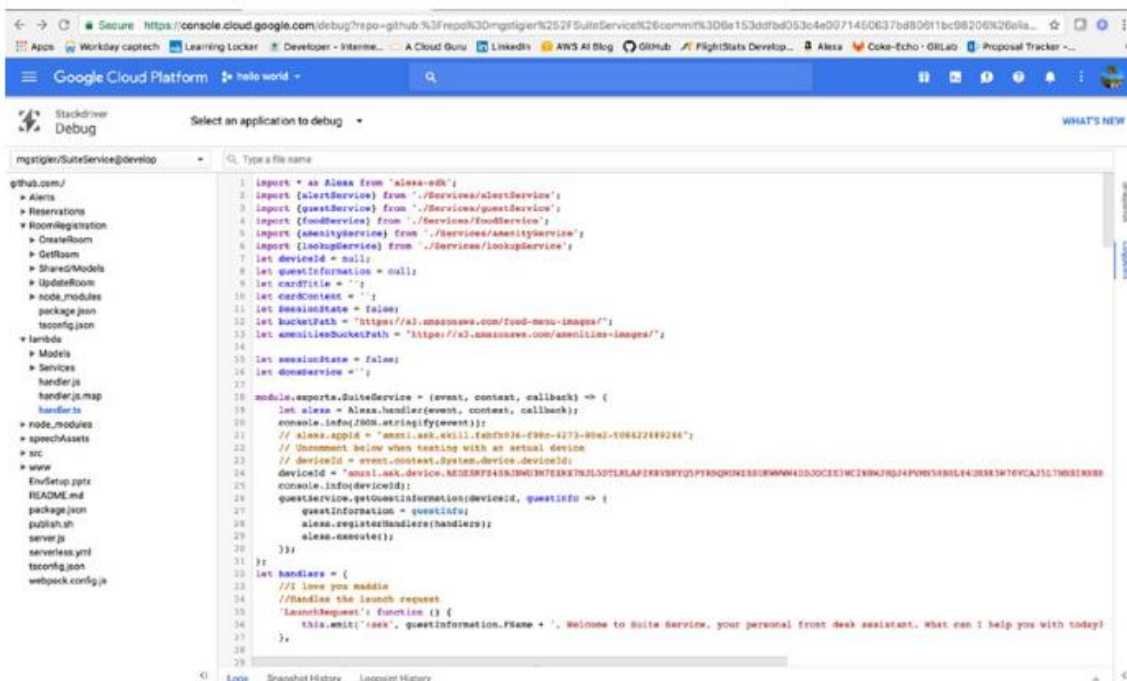 Secure https://console.cloud.google.com/debug?repo=github
Apps Workday captech Learning Locker Developer - Interme... A Cloud Guru LinkedIn AWS AI Blog GitHub FlightStats Develop... Alexa Coke-Echo · GitLab Proposal Tracker -...
Google Cloud Platform hello world
Stackdriver
Debug
Select an application to debug
WHAT'S NEW
mgstigler/SuiteService@develop
Type a file name
github.com/
Alerts
Reservations
RoomRegistration
CreateRoom
GetRoom
Shared/Models
UpdateRoom
node_modules
package.json
tsconfig.json
lambda
Models
Services
handler.js
handler.js.map
handler.ts
node_modules
speechAssets
src
www
EnvSetup.pptx
README.md
package.json
publish.sh
server.js
serverless.yml
tsconfig.json
webpack.config.js
1 import * as Alexa from 'alexa-sdk';
2 import {alertService} from './Services/alertService';
3 import {guestService} from './Services/guestService';
4 import {foodService} from './Services/foodService';
5 import {amenityService} from './Services/amenityService';
6 import {lookupService} from './Services/lookupService';
7 let deviceId = null;
8 let guestInformation = null;
9 let cardTitle = '';
10 let cardContent = '';
11 let SessionState = false;
12 let bucketPath = "https://s3.amazonaws.com/food-menu-images/";
13 let amenitiesBucketPath = "https://s3.amazonaws.com/amenities-images/";
14
15 let sessionState = false;
16 let doneService ='';
17
18 module.exports.SuiteService = (event, context, callback) => {
19 let alexa = Alexa.handler(event, context, callback);
20 console.info(JSON.stringify(event));
21 // alexa.appId =
22 // Uncomment below when testing with an actual device
23 // deviceId = event.context.System.device.deviceId;
24 deviceId =
25 console.info(deviceId);
26 guestService.getGuestInformation(deviceId, guestinfo => {
27 guestInformation = guestinfo;
28 alexa.registerHandlers(handlers);
29 alexa.execute();
30 });
31 };
32 let handlers = {
33 //I love you maddie
34 //Handles the launch request
35 'LaunchRequest': function () {
36 this.emit(':ask', guestInformation.FName + ', Welcome to Suite Service, your personal front desk assistant. What can I help you with today?
37 },
38
39
Logs Snapshot History Logpoint History